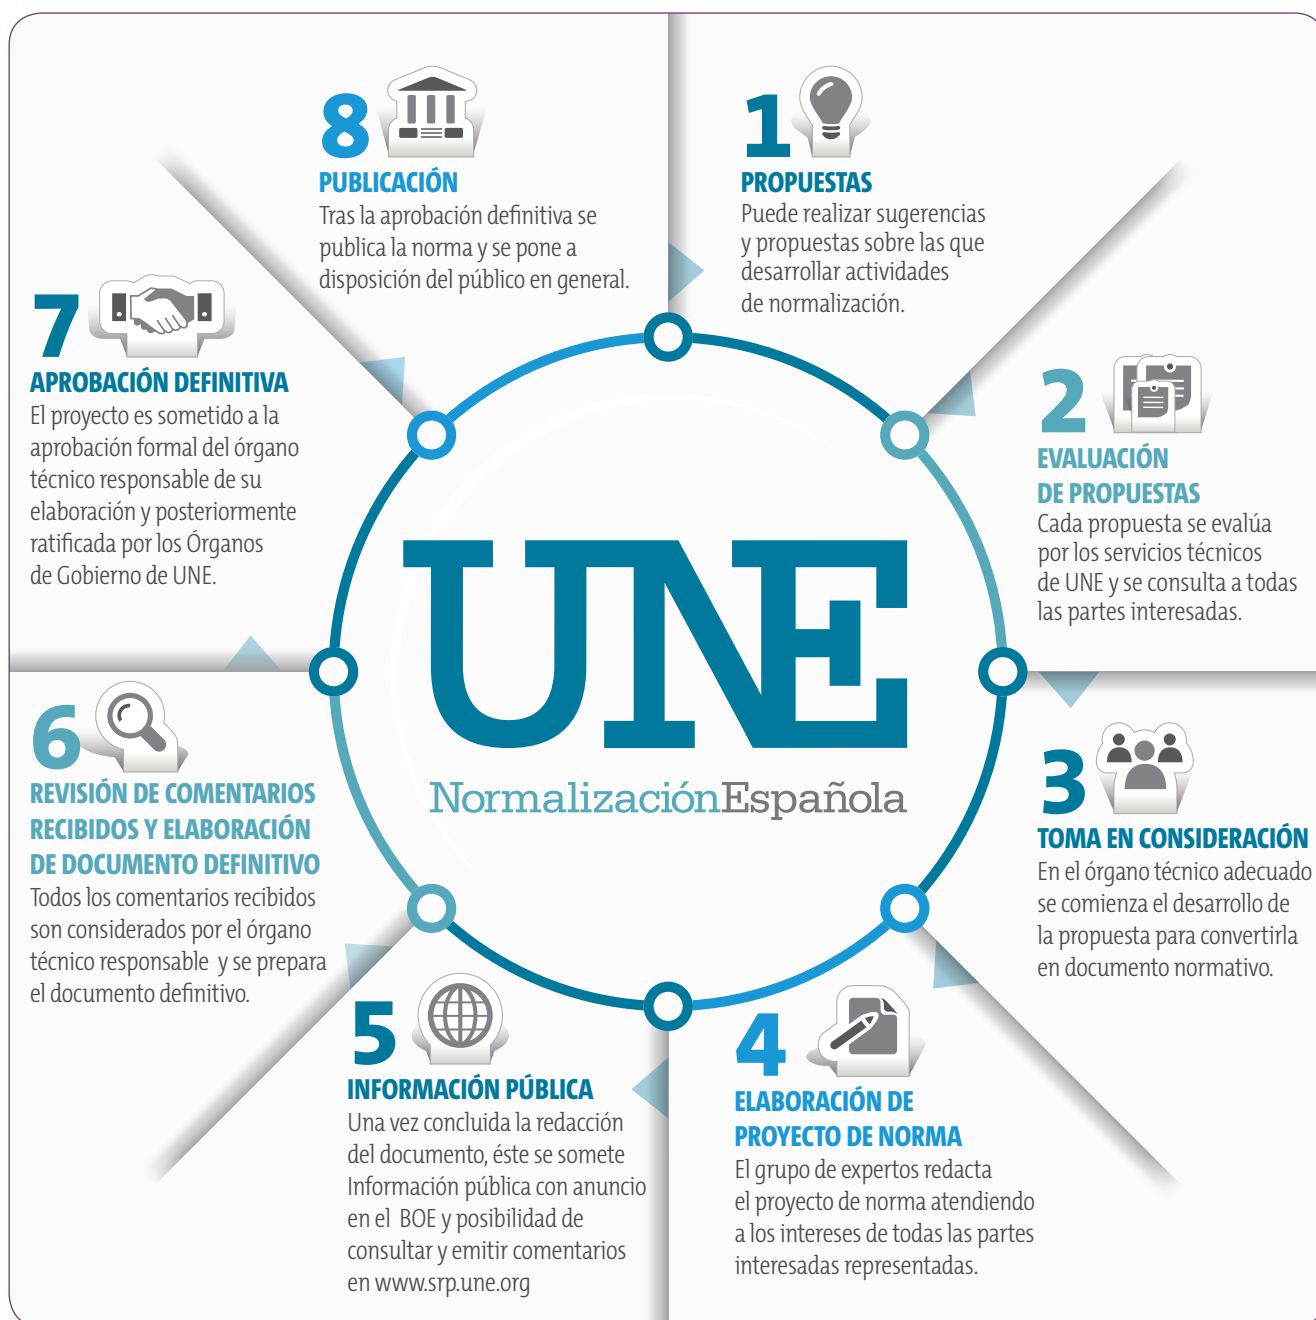 1
PROPUESTAS
Puede realizar sugerencias
y propuestas sobre las que
desarrollar actividades
de normalización.
2
EVALUACIÓN
DE PROPUESTAS
Cada propuesta se evalúa
por los servicios técnicos
de UNE y se consulta a todas
las partes interesadas.
3
TOMA EN CONSIDERACIÓN
En el órgano técnico adecuado
se comienza el desarrollo de
la propuesta para convertirla
en documento normativo.
4
ELABORACIÓN DE
PROYECTO DE NORMA
El grupo de expertos redacta
el proyecto de norma atendiendo
a los intereses de todas las partes
interesadas representadas.
5
INFORMACIÓN PÚBLICA
Una vez concluida la redacción
del documento, éste se somete
Información pública con anuncio
en el BOE y posibilidad de
consultar y emitir comentarios
en www.srp.une.org
6
REVISIÓN DE COMENTARIOS
RECIBIDOS Y ELABORACIÓN
DE DOCUMENTO DEFINITIVO
Todos los comentarios recibidos
son considerados por el órgano
técnico responsable y se prepara
el documento definitivo.
7
APROBACIÓN DEFINITIVA
El proyecto es sometido a la
aprobación formal del órgano
técnico responsable de su
elaboración y posteriormente
ratificada por los Órganos
de Gobierno de UNE.
8
PUBLICACIÓN
Tras la aprobación definitiva se
publica la norma y se pone a
disposición del público en general.
UNE
NormalizaciónEspañola